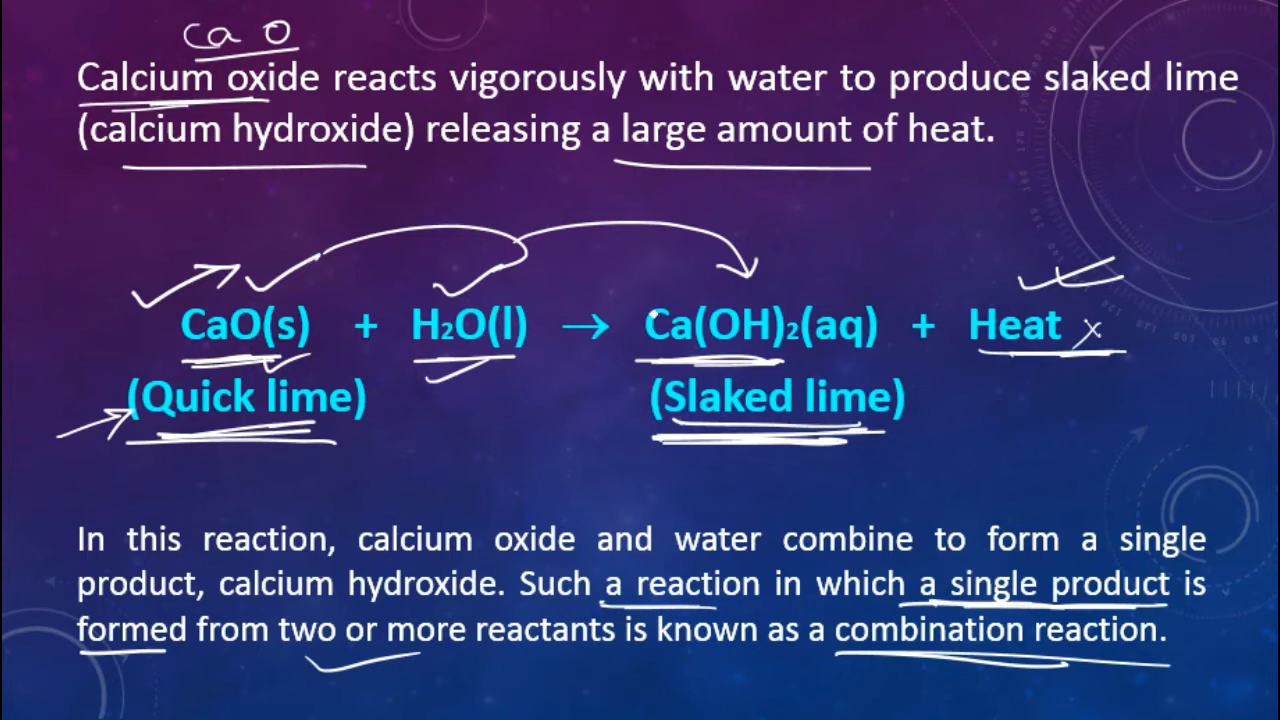 Ca O
Calcium oxide reacts vigorously with water to produce slaked lime
(calcium hydroxide) releasing a large amount of heat.
CaO(s) + H₂O(l) → Ca(OH)₂(aq) + Heat x
(Quick lime) (Slaked lime)
In this reaction, calcium oxide and water combine to form a single
product, calcium hydroxide. Such a reaction in which a single product is
formed from two or more reactants is known as a combination reaction.